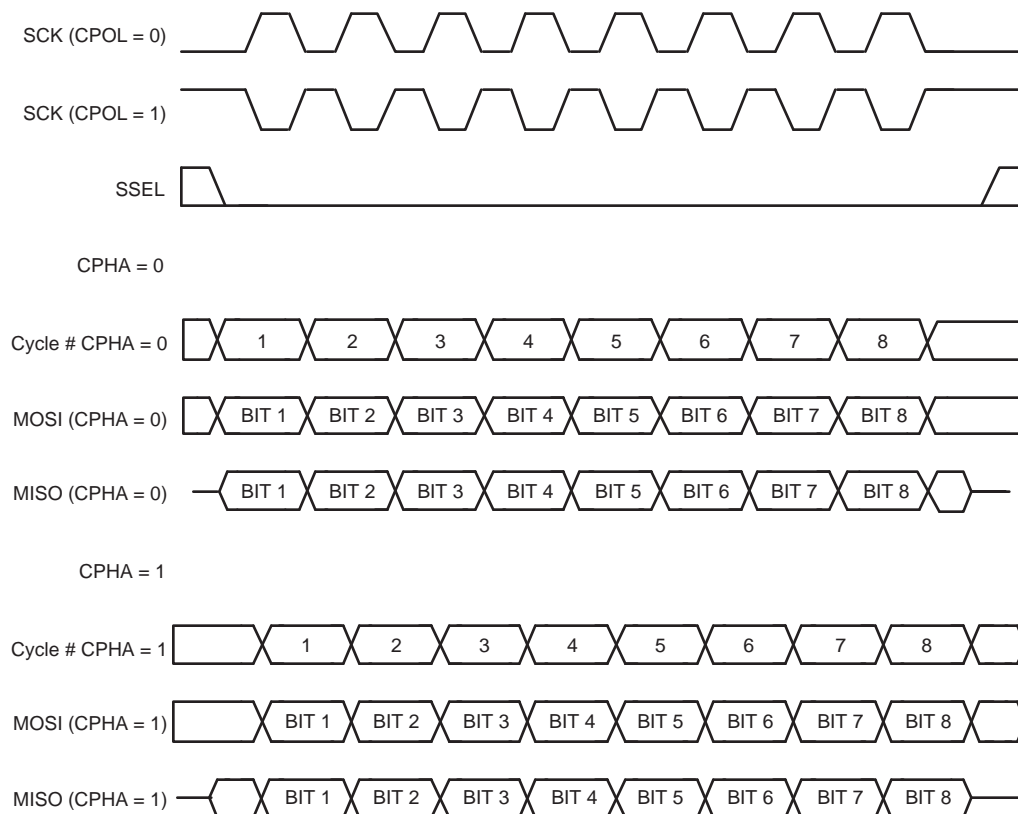 SCK (CPOL = 0)
SCK (CPOL = 1)
SSEL
CPHA = 0
Cycle # CPHA = 0 1 2 3 4 5 6 7 8
MOSI (CPHA = 0) BIT 1 BIT 2 BIT 3 BIT 4 BIT 5 BIT 6 BIT 7 BIT 8
MISO (CPHA = 0) BIT 1 BIT 2 BIT 3 BIT 4 BIT 5 BIT 6 BIT 7 BIT 8
CPHA = 1
Cycle # CPHA = 1 1 2 3 4 5 6 7 8
MOSI (CPHA = 1) BIT 1 BIT 2 BIT 3 BIT 4 BIT 5 BIT 6 BIT 7 BIT 8
MISO (CPHA = 1) BIT 1 BIT 2 BIT 3 BIT 4 BIT 5 BIT 6 BIT 7 BIT 8